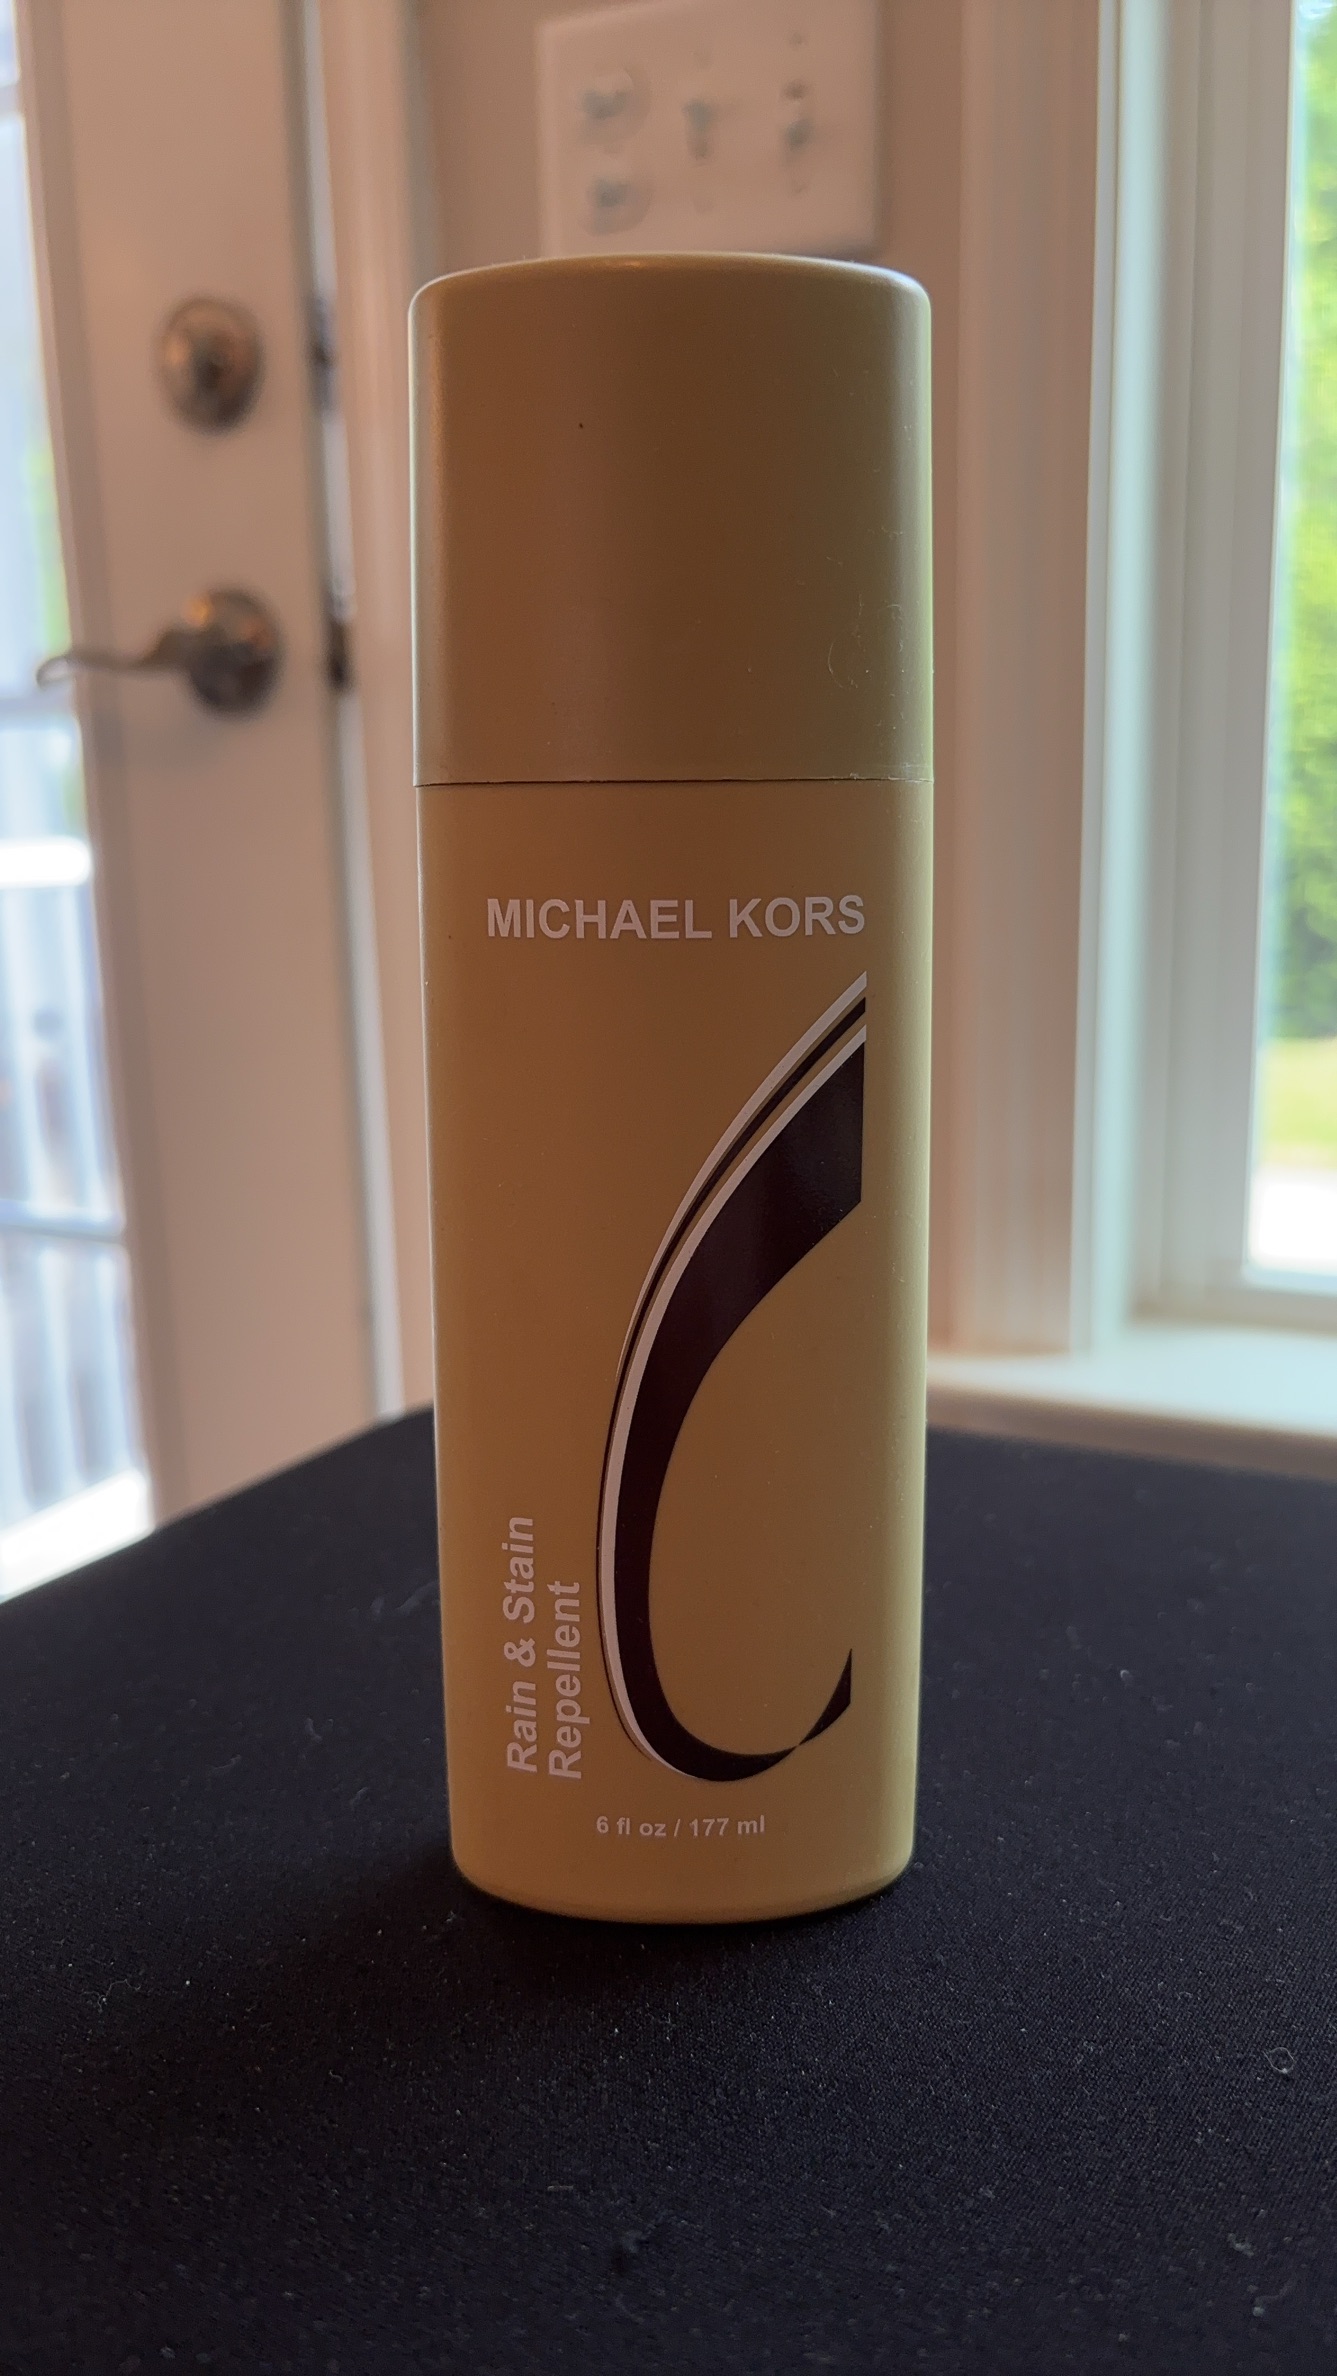 MICHAEL KORS
Rain & Stain
Repellent
6 fl oz / 177 ml